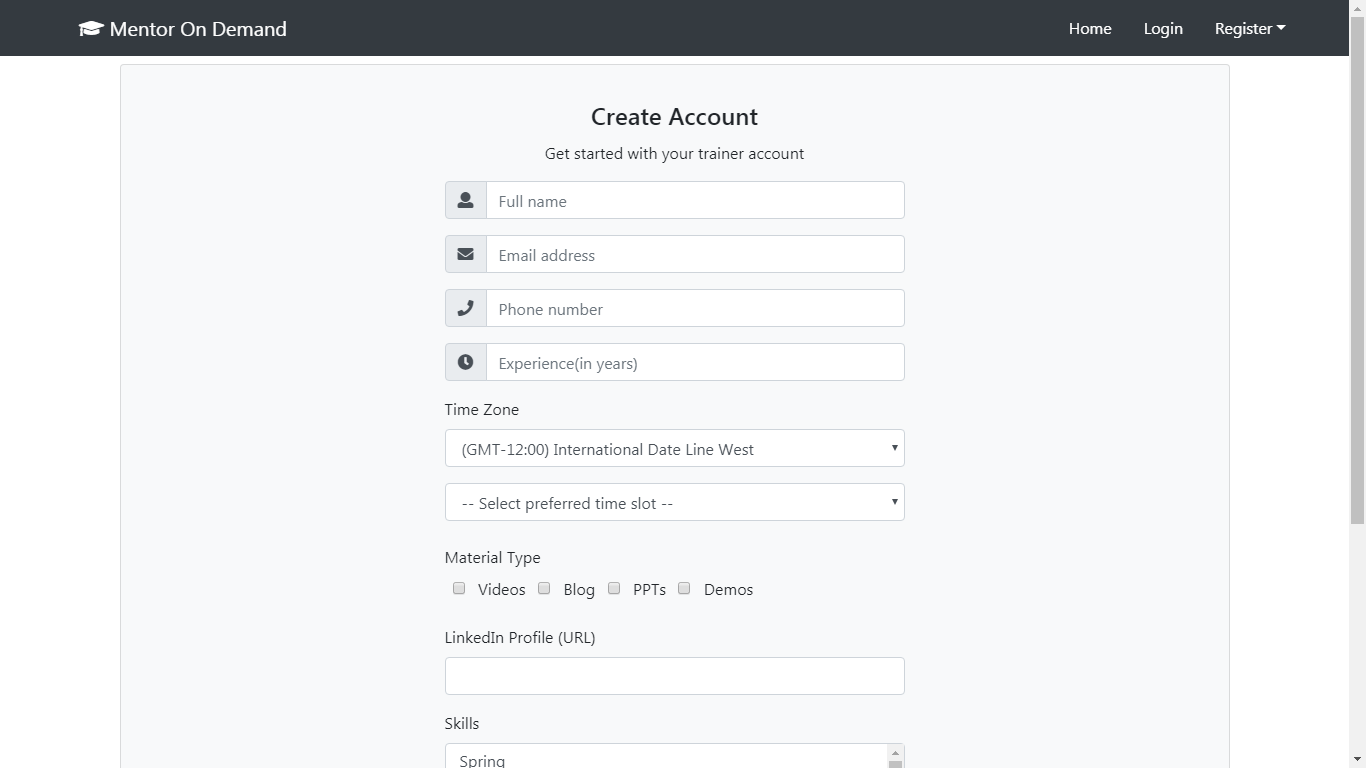 Mentor On Demand Home Login Register
Create Account
Get started with your trainer account
Full name
Email address
Phone number
Experience(in years)
Time Zone
(GMT-12:00) International Date Line West
-- Select preferred time slot --
Material Type
Videos Blog PPTs Demos
LinkedIn Profile (URL)
Skills
Spring